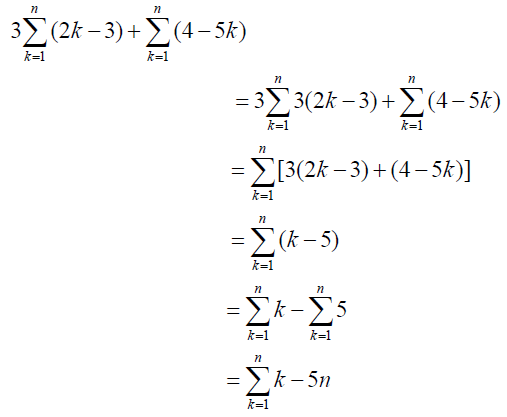 3∑_{k=1}^{n}(2k – 3) + ∑_{k=1}^{n}(4 – 5k)
= 3∑_{k=1}^{n}3(2k – 3) + ∑_{k=1}^{n}(4 – 5k)
= ∑_{k=1}^{n}[3(2k – 3) + (4 – 5k)]
= ∑_{k=1}^{n}(k – 5)
= ∑_{k=1}^{n}k – ∑_{k=1}^{n}5
= ∑_{k=1}^{n}k – 5n